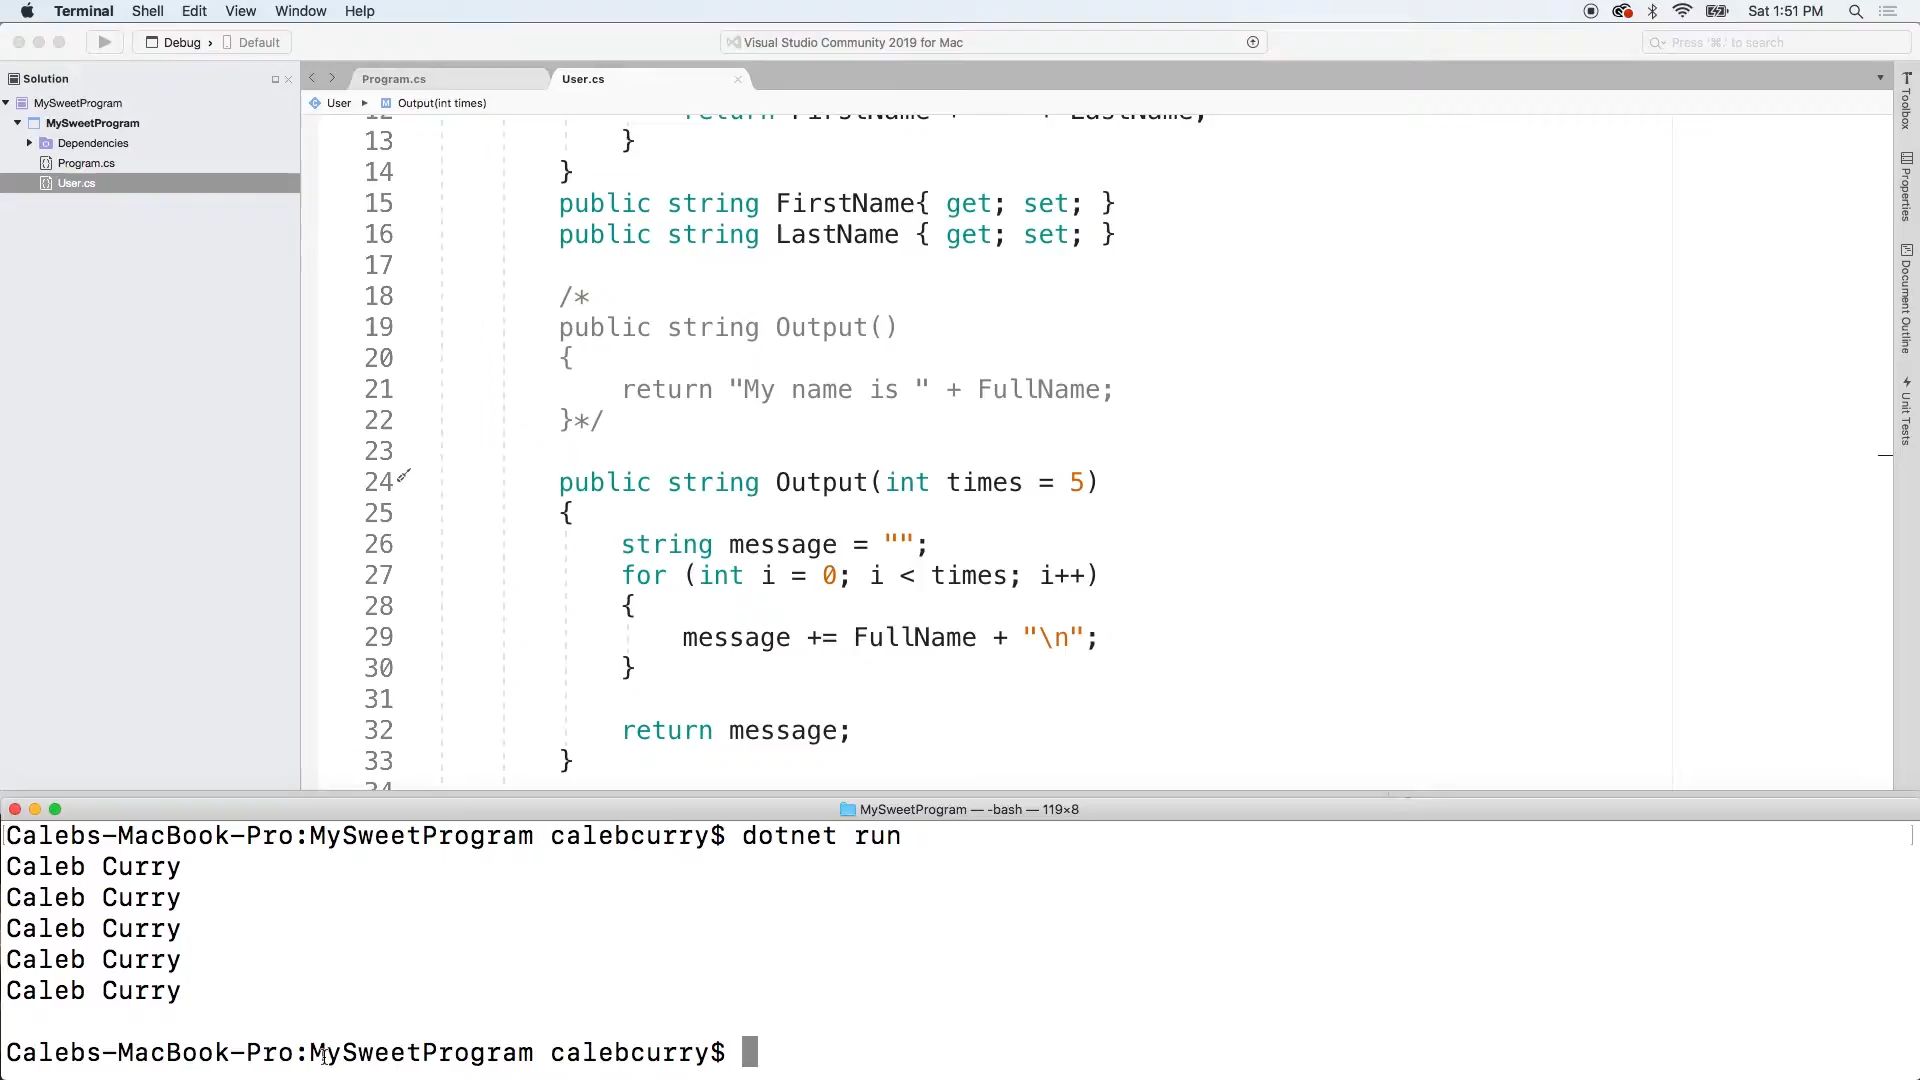 Terminal Shell Edit View Window Help Sat 1:51 PM
Debug › Default Visual Studio Community 2019 for Mac Press '⌘.' to search
Solution Program.cs User.cs
User Output(int times)
MySweetProgram
MySweetProgram
Dependencies
Program.cs
User.cs
Toolbox
Properties
Document Outline
Unit Tests
12 return FirstName + + LastName;
13 }
14 }
15 public string FirstName{ get; set; }
16 public string LastName { get; set; }
17
18 /*
19 public string Output()
20 {
21 return "My name is " + FullName;
22 }*/
23
24 public string Output(int times = 5)
25 {
26 string message = "";
27 for (int i = 0; i < times; i++)
28 {
29 message += FullName + "\n";
30 }
31
32 return message;
33 }
34
MySweetProgram — -bash — 119×8
Calebs-MacBook-Pro:MySweetProgram calebcurry$ dotnet run
Caleb Curry
Caleb Curry
Caleb Curry
Caleb Curry
Caleb Curry
Calebs-MacBook-Pro:MySweetProgram calebcurry$